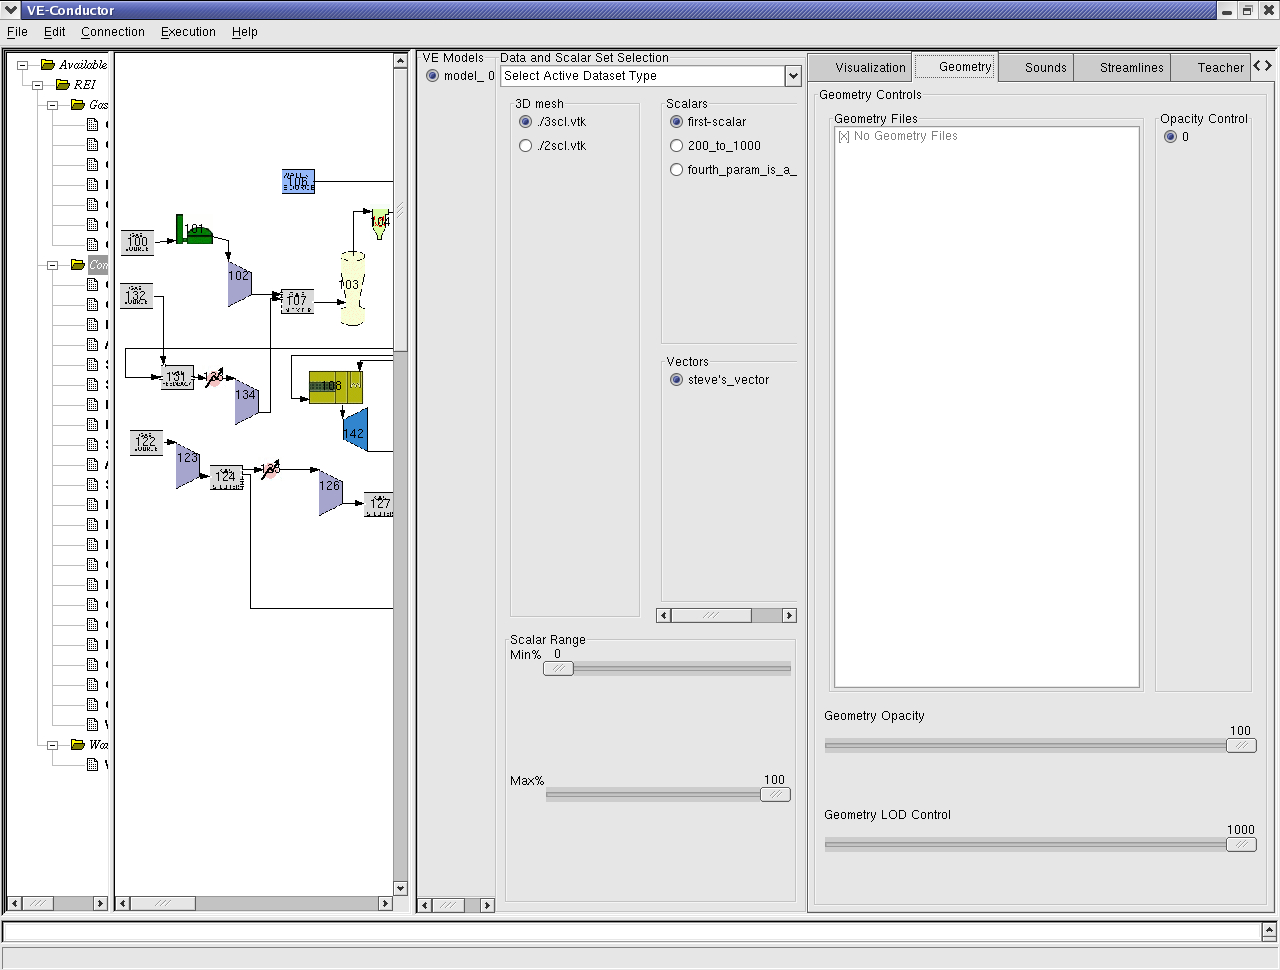 VE-Conductor
File Edit Connection Execution Help
Available
REI
Gas
Con
VE Models
model_ 0
Data and Scalar Set Selection
Select Active Dataset Type
3D mesh
./3scl.vtk
./2scl.vtk
Scalars
first-scalar
200_to_1000
fourth_param_is_a_
Vectors
steve's_vector
Scalar Range
Min% 0
Max% 100
Visualization Geometry Sounds Streamlines Teacher
Geometry Controls
Geometry Files
[x] No Geometry Files
Opacity Control
0
Geometry Opacity
100
Geometry LOD Control
1000
106
101
104
100
102
103
132
107
131
134
108
142
122
123
124
126
127